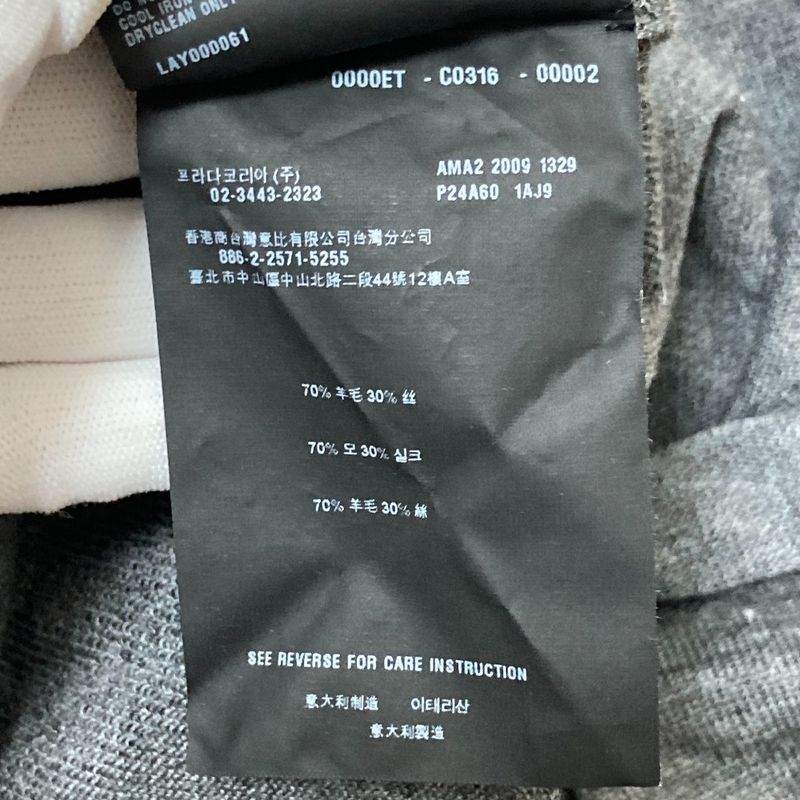 COOL IRON
DRYCLEAN ONLY
LAY000061
0000ET - C0316 - 00002
프라다코리아 (주)
02-3443-2323
AMA2 2009 1329
P24A60 1AJ9
香港商台灣意比有限公司台灣分公司
886-2-2571-5255
臺北市中山區中山北路二段44號12樓A室
70% 羊毛 30% 丝
70% 모 30% 실크
70% 羊毛 30% 絲
SEE REVERSE FOR CARE INSTRUCTION
意大利制造 이태리산
意大利製造